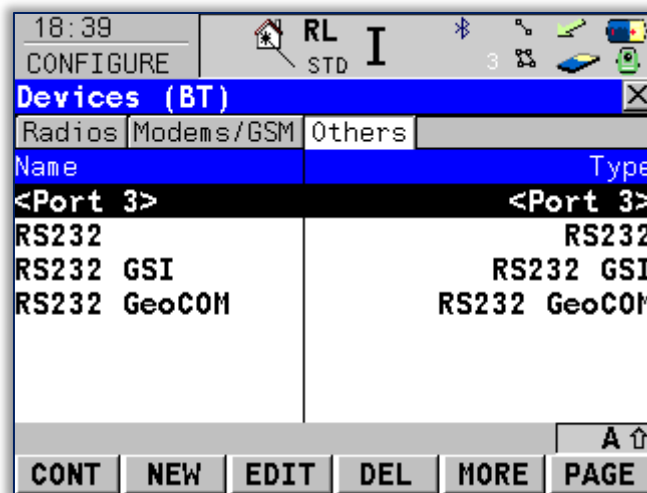 18:39
CONFIGURE
RL
STD
I
3
Devices (BT)
Radios Modems/GSM Others
Name Type
<Port 3> <Port 3>
RS232 RS232
RS232 GSI RS232 GSI
RS232 GeoCOM RS232 GeoCOM
A
CONT NEW EDIT DEL MORE PAGE